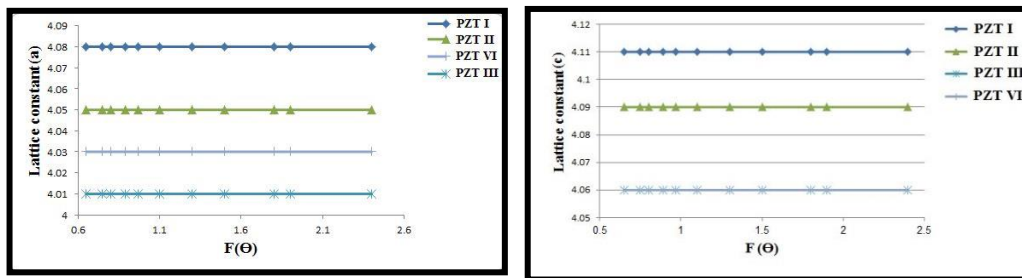 4.09
4.08
4.07
4.06
4.05
4.04
4.03
4.02
4.01
4
Lattice constant(a)
0.6 1.1 1.6 2.1 2.6
F(Ө)
PZT I
PZT II
PZT VI
PZT III
4.12
4.11
4.1
4.09
4.08
4.07
4.06
4.05
Lattice constant(c)
0.5 1 1.5 2 2.5
F (Ө)
PZT I
PZT II
PZT III
PZT VI